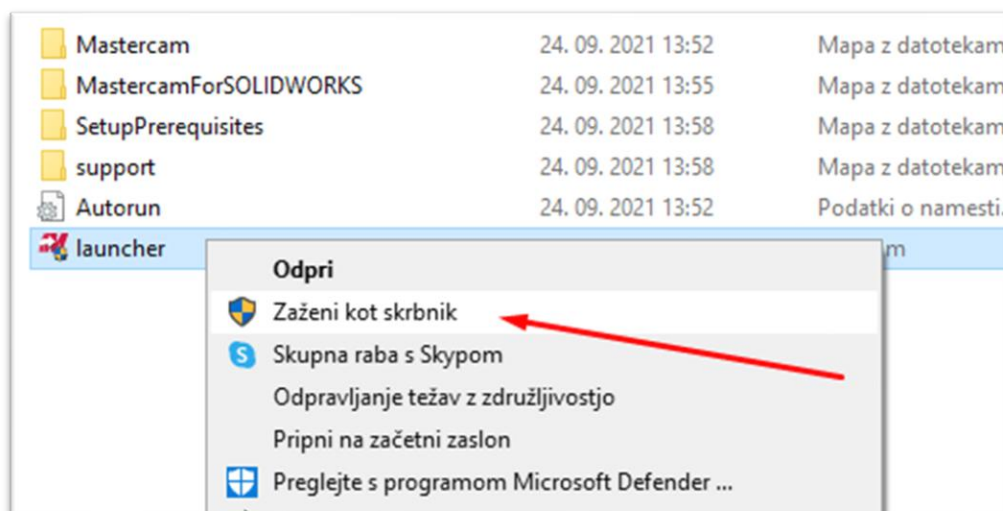 Mastercam 24. 09. 2021 13:52 Mapa z datotekam
MastercamForSOLIDWORKS 24. 09. 2021 13:55 Mapa z datotekam
SetupPrerequisites 24. 09. 2021 13:58 Mapa z datotekam
support 24. 09. 2021 13:58 Mapa z datotekam
Autorun 24. 09. 2021 13:52 Podatki o namesti.
launcher m
Odpri
Zaženi kot skrbnik
Skupna raba s Skypom
Odpravljanje težav z združljivostjo
Pripni na začetni zaslon
Preglejte s programom Microsoft Defender ...